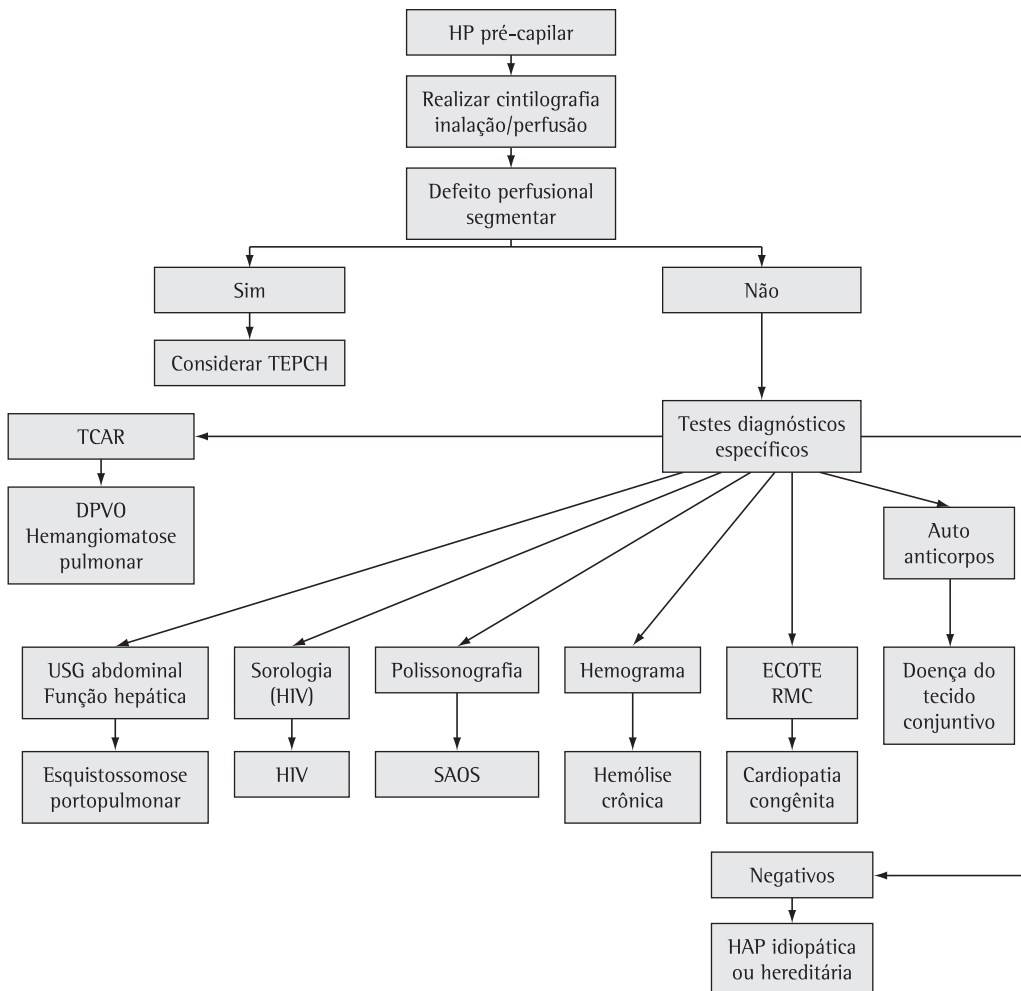 HP pré-capilar
Realizar cintilografia
inalação/perfusão
Defeito perfusional
segmentar
Sim
Não
Considerar TEPCH
Testes diagnósticos
específicos
TCAR
DPVO
Hemangiomatose
pulmonar
Auto
anticorpos
USG abdominal
Função hepática
Sorologia
(HIV)
Polissonografia
Hemograma
ECOTE
RMC
Doença do
tecido
conjuntivo
Esquistossomose
portopulmonar
HIV
SAOS
Hemólise
crônica
Cardiopatia
congênita
Negativos
HAP idiopática
ou hereditária